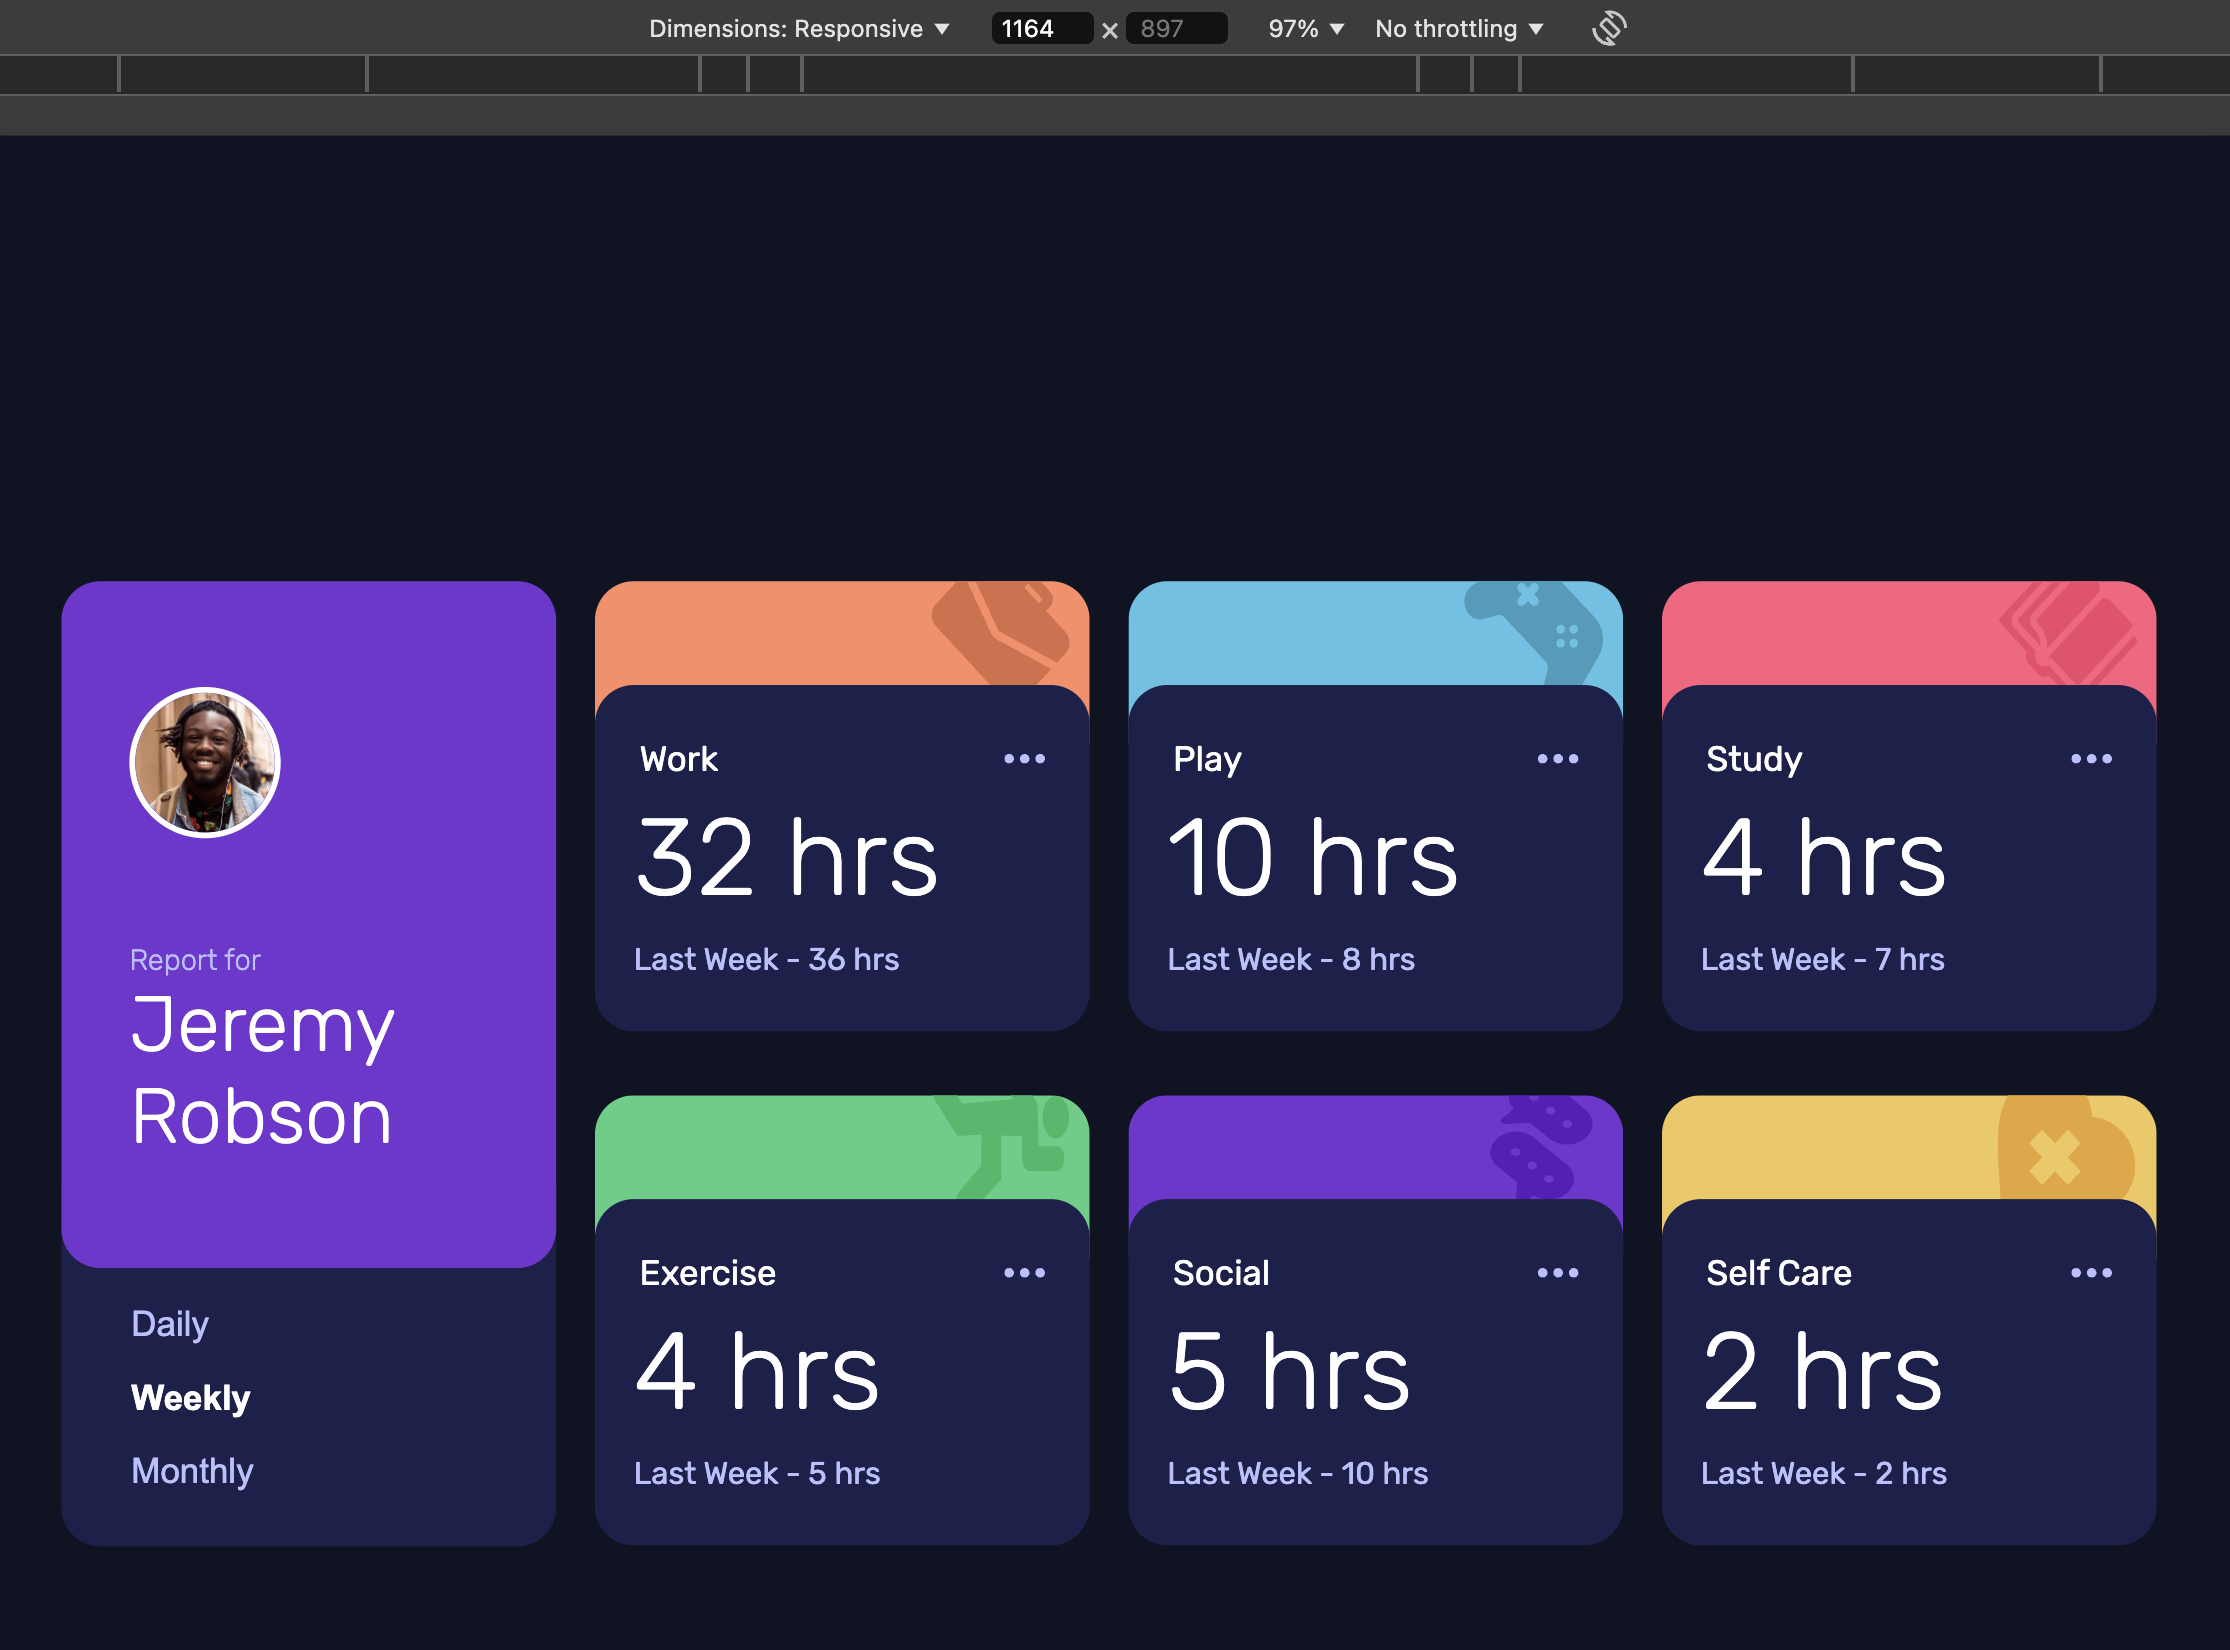 Dimensions: Responsive ▼ 1164 × 897 97% ▼ No throttling ▼
Report for
Jeremy
Robson
Daily
Weekly
Monthly
Work
32 hrs
Last Week - 36 hrs
Play
10 hrs
Last Week - 8 hrs
Study
4 hrs
Last Week - 7 hrs
Exercise
4 hrs
Last Week - 5 hrs
Social
5 hrs
Last Week - 10 hrs
Self Care
2 hrs
Last Week - 2 hrs